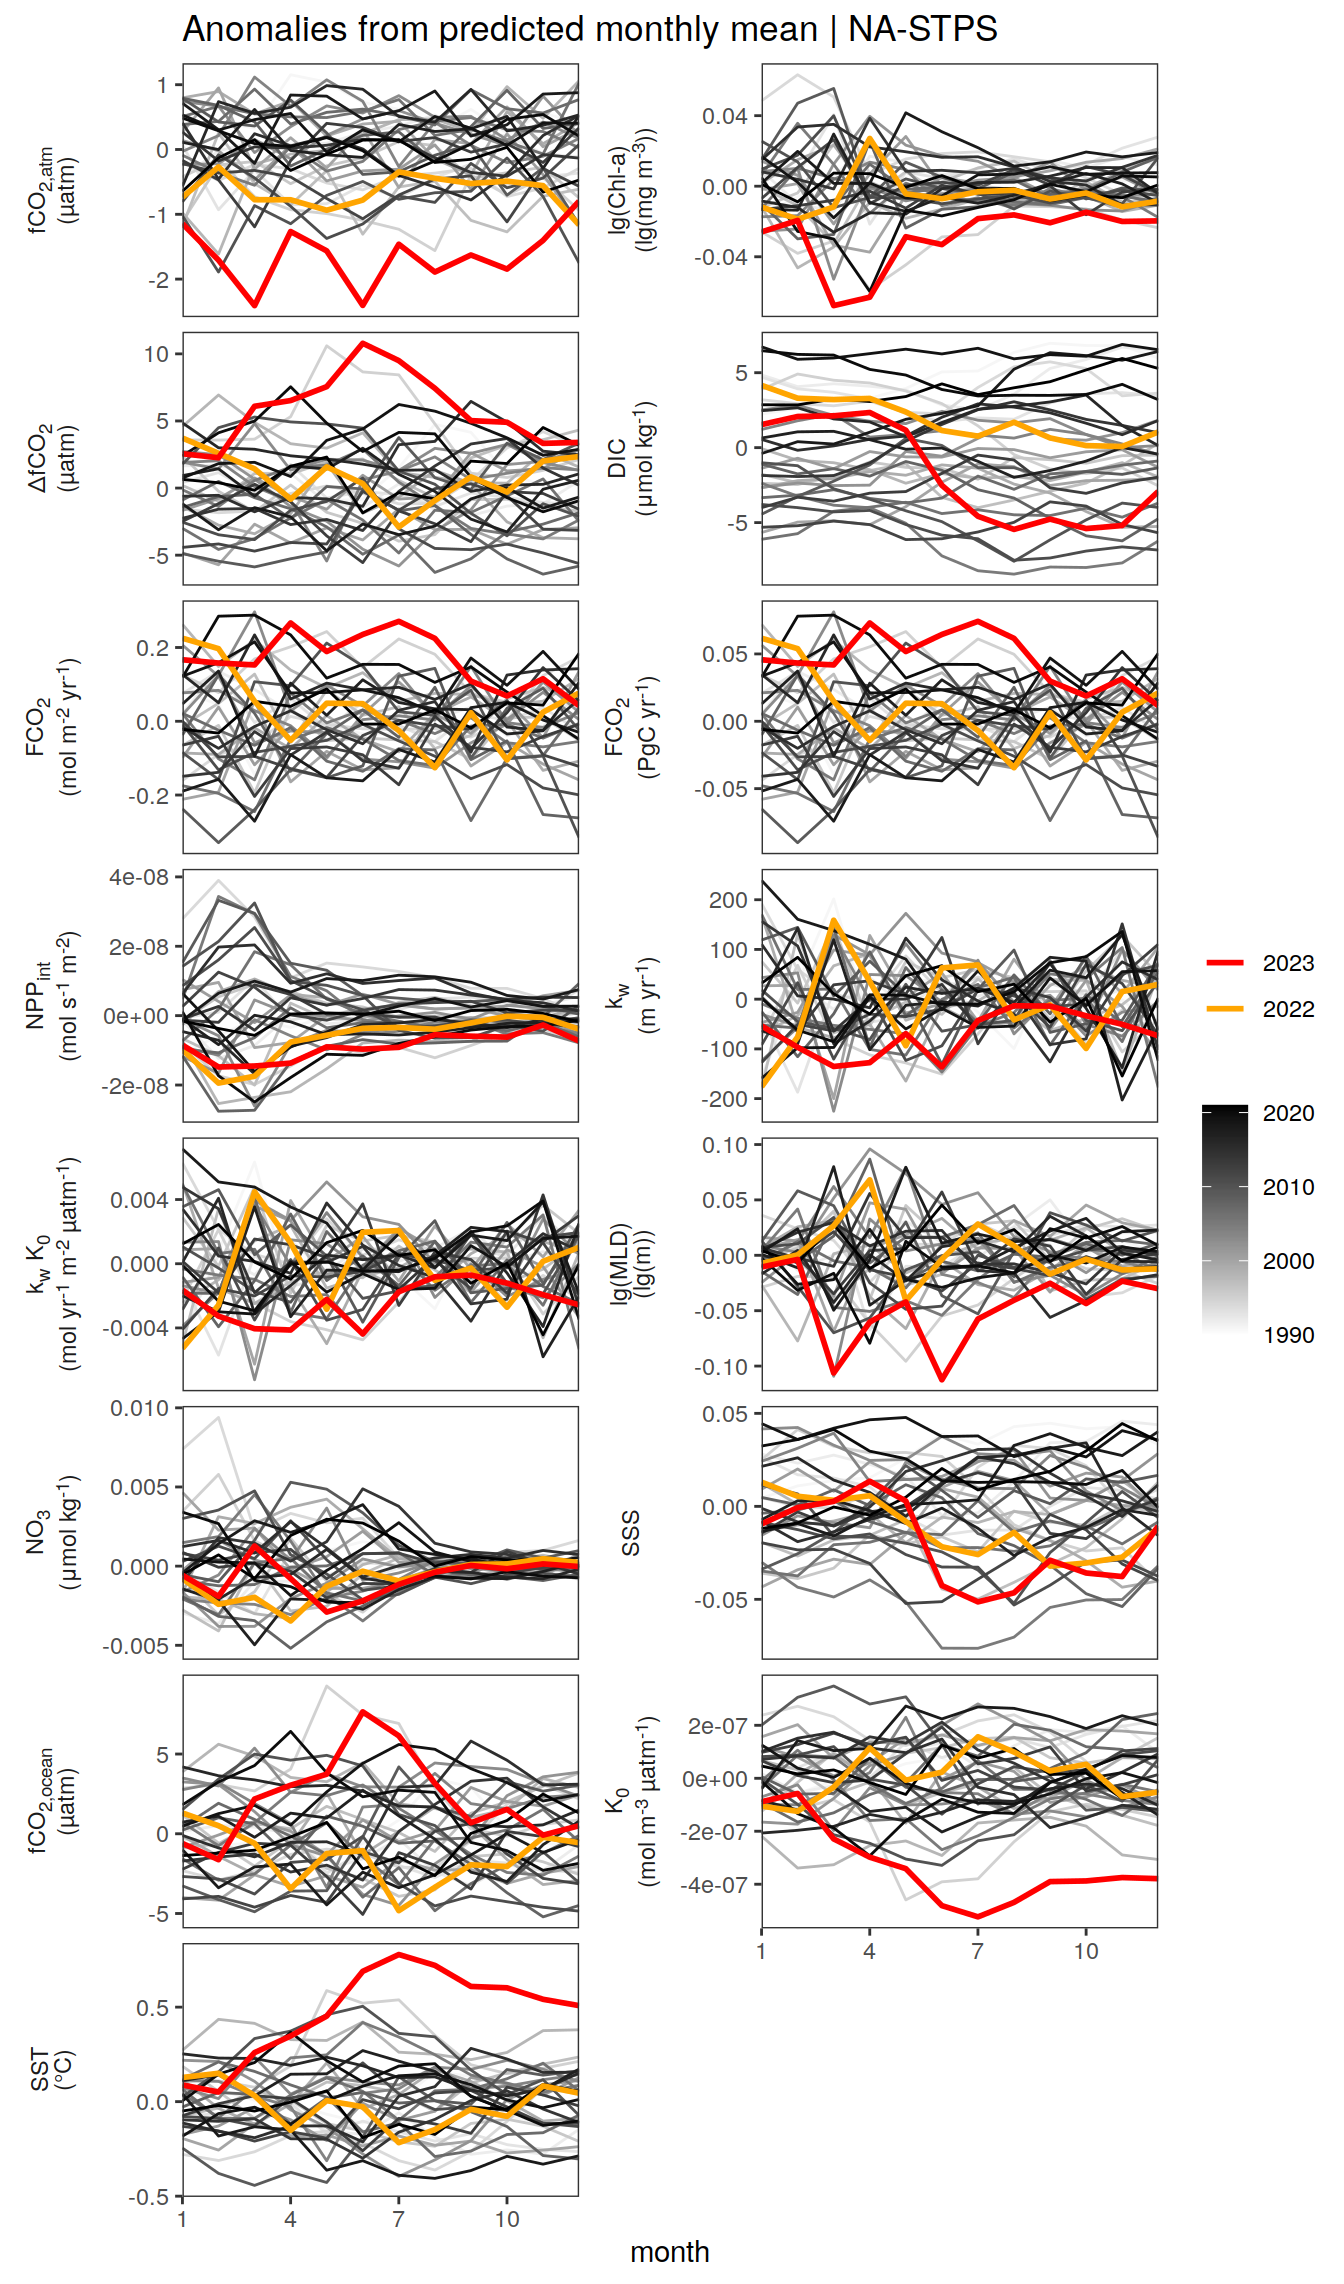 Anomalies from predicted monthly mean | NA-STPS
fCO2,atm
(µatm)
1
0
-1
-2
lg(Chl-a)
(lg(mg m-3))
0.04
0.00
-0.04
ΔfCO2
(µatm)
10
5
0
-5
DIC
(µmol kg-1)
5
0
-5
FCO2
(mol m-2 yr-1)
0.2
0.0
-0.2
FCO2
(PgC yr-1)
0.05
0.00
-0.05
NPPint
(mol s-1 m-2)
4e-08
2e-08
0e+00
-2e-08
kw
(m yr-1)
200
100
0
-100
-200
2023
2022
2020
2010
2000
1990
kw K0
(mol yr-1 m-2 µatm-1)
0.004
0.000
-0.004
lg(MLD)
(lg(m))
0.10
0.05
0.00
-0.05
-0.10
NO3
(µmol kg-1)
0.010
0.005
0.000
-0.005
SSS
0.05
0.00
-0.05
fCO2,ocean
(µatm)
5
0
-5
K0
(mol m-3 µatm-1)
2e-07
0e+00
-2e-07
-4e-07
1 4 7 10
SST
(°C)
0.5
0.0
-0.5
1 4 7 10
month